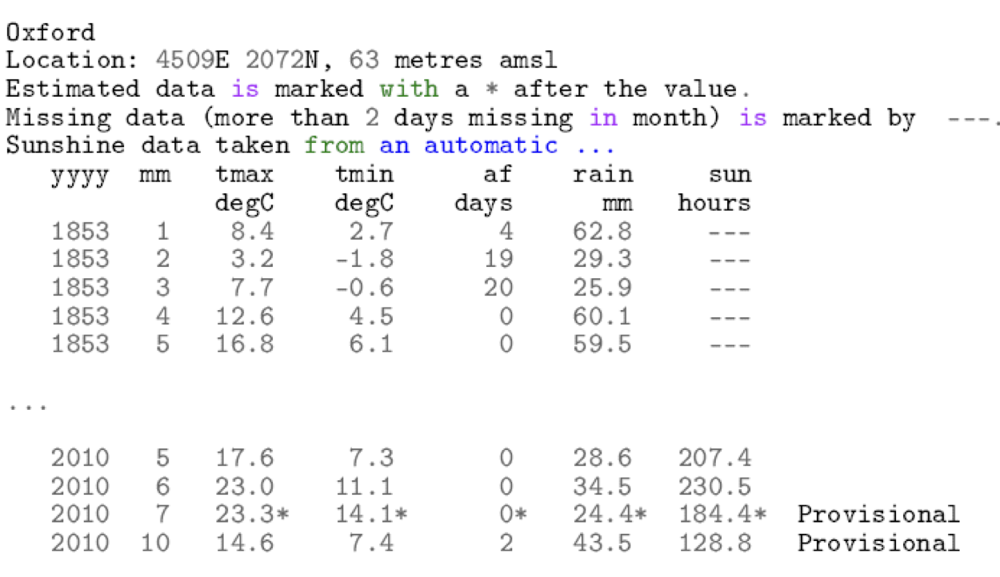 Oxford
Location: 4509E 2072N, 63 metres amsl
Estimated data is marked with a * after the value.
Missing data (more than 2 days missing in month) is marked by  ---.
Sunshine data taken from an automatic ...
   yyyy  mm   tmax    tmin      af    rain     sun
              degC    degC    days      mm   hours
   1853   1    8.4     2.7       4    62.8     ---
   1853   2    3.2    -1.8      19    29.3     ---
   1853   3    7.7    -0.6      20    25.9     ---
   1853   4   12.6     4.5       0    60.1     ---
   1853   5   16.8     6.1       0    59.5     ---
...
   2010   5   17.6     7.3       0    28.6   207.4
   2010   6   23.0    11.1       0    34.5   230.5
   2010   7   23.3*   14.1*      0*   24.4*  184.4*  Provisional
   2010  10   14.6     7.4       2    43.5   128.8   Provisional